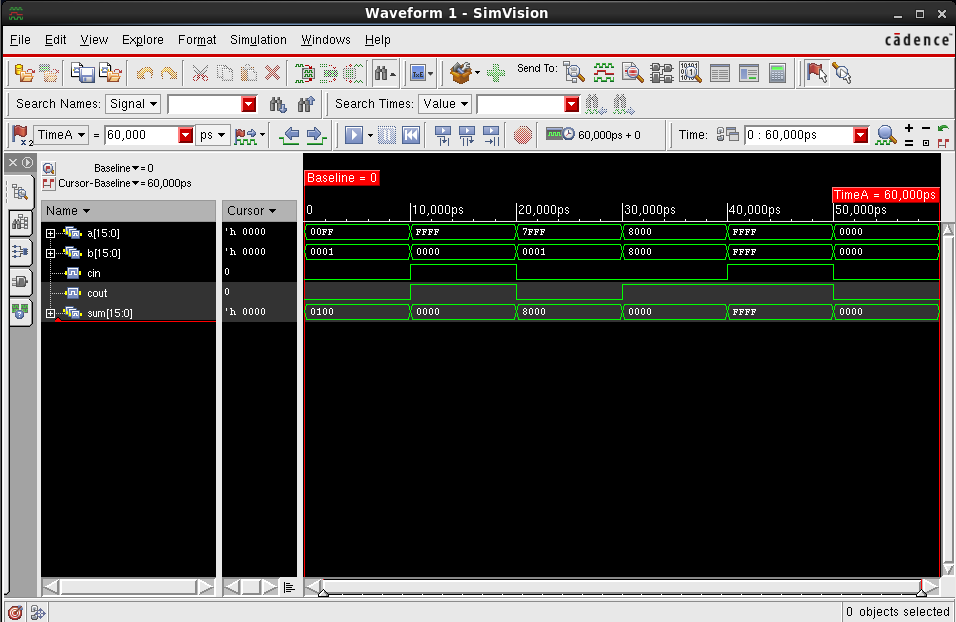 Waveform 1 - SimVision
File Edit View Explore Format Simulation Windows Help
cādence
Send To:
Search Names: Signal Search Times: Value
x2 TimeA = 60,000 ps 60,000ps + 0 Time: 0 : 60,000ps
Baseline = 0
Cursor-Baseline = 60,000ps
Baseline = 0
TimeA = 60,000ps
Name Cursor 0 10,000ps 20,000ps 30,000ps 40,000ps 50,000ps
a[15:0] 'h 0000 00FF FFFF 7FFF 8000 FFFF 0000
b[15:0] 'h 0000 0001 0000 0001 8000 FFFF 0000
cin 0
cout 0
sum[15:0] 'h 0000 0100 0000 8000 0000 FFFF 0000
0 objects selected